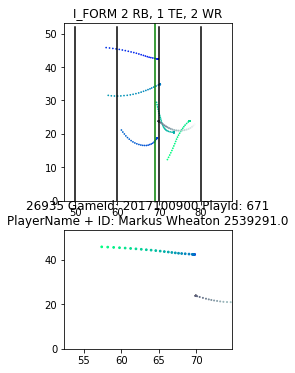 I_FORM 2 RB, 1 TE, 2 WR
50
40
30
20
10
0
50 60 70 80
26935 GameId: 2017100900 PlayId: 671
PlayerName + ID: Markus Wheaton 2539291.0
40
20
0
55 60 65 70